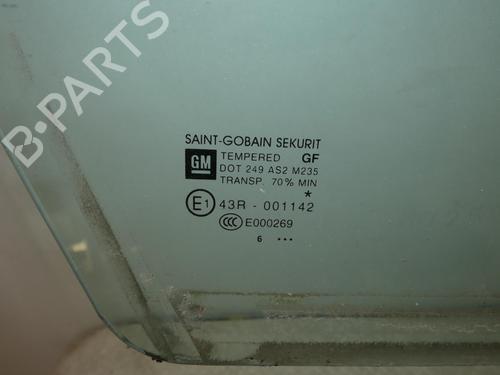 B-PARTS
SAINT-GOBAIN SEKURIT
GM TEMPERED GF
DOT 249 AS2 M235
TRANSP. 70% MIN
*
E1 43R - 001142
CCC E000269
6 •••